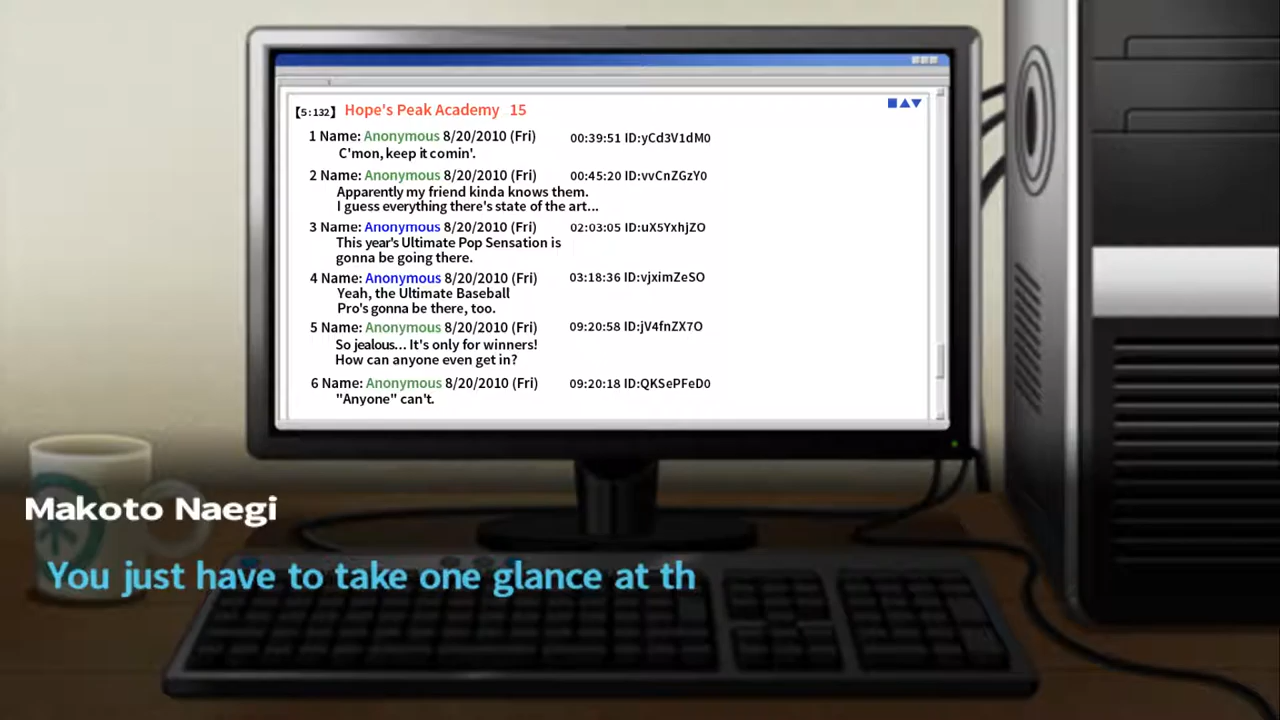 【5:132】 Hope's Peak Academy 15
1 Name: Anonymous 8/20/2010 (Fri) 00:39:51 ID:yCd3V1dM0
C'mon, keep it comin'.
2 Name: Anonymous 8/20/2010 (Fri) 00:45:20 ID:vvCnZGzY0
Apparently my friend kinda knows them.
I guess everything there's state of the art...
3 Name: Anonymous 8/20/2010 (Fri) 02:03:05 ID:uX5YxhjZO
This year's Ultimate Pop Sensation is
gonna be going there.
4 Name: Anonymous 8/20/2010 (Fri) 03:18:36 ID:vjximZeSO
Yeah, the Ultimate Baseball
Pro's gonna be there, too.
5 Name: Anonymous 8/20/2010 (Fri) 09:20:58 ID:jV4fnZX7O
So jealous... It's only for winners!
How can anyone even get in?
6 Name: Anonymous 8/20/2010 (Fri) 09:20:18 ID:QKSePFeD0
"Anyone" can't.
Makoto Naegi
You just have to take one glance at th